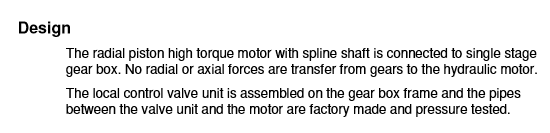 Design
The radial piston high torque motor with spline shaft is connected to single stage
gear box. No radial or axial forces are transfer from gears to the hydraulic motor.
The local control valve unit is assembled on the gear box frame and the pipes
between the valve unit and the motor are factory made and pressure tested.